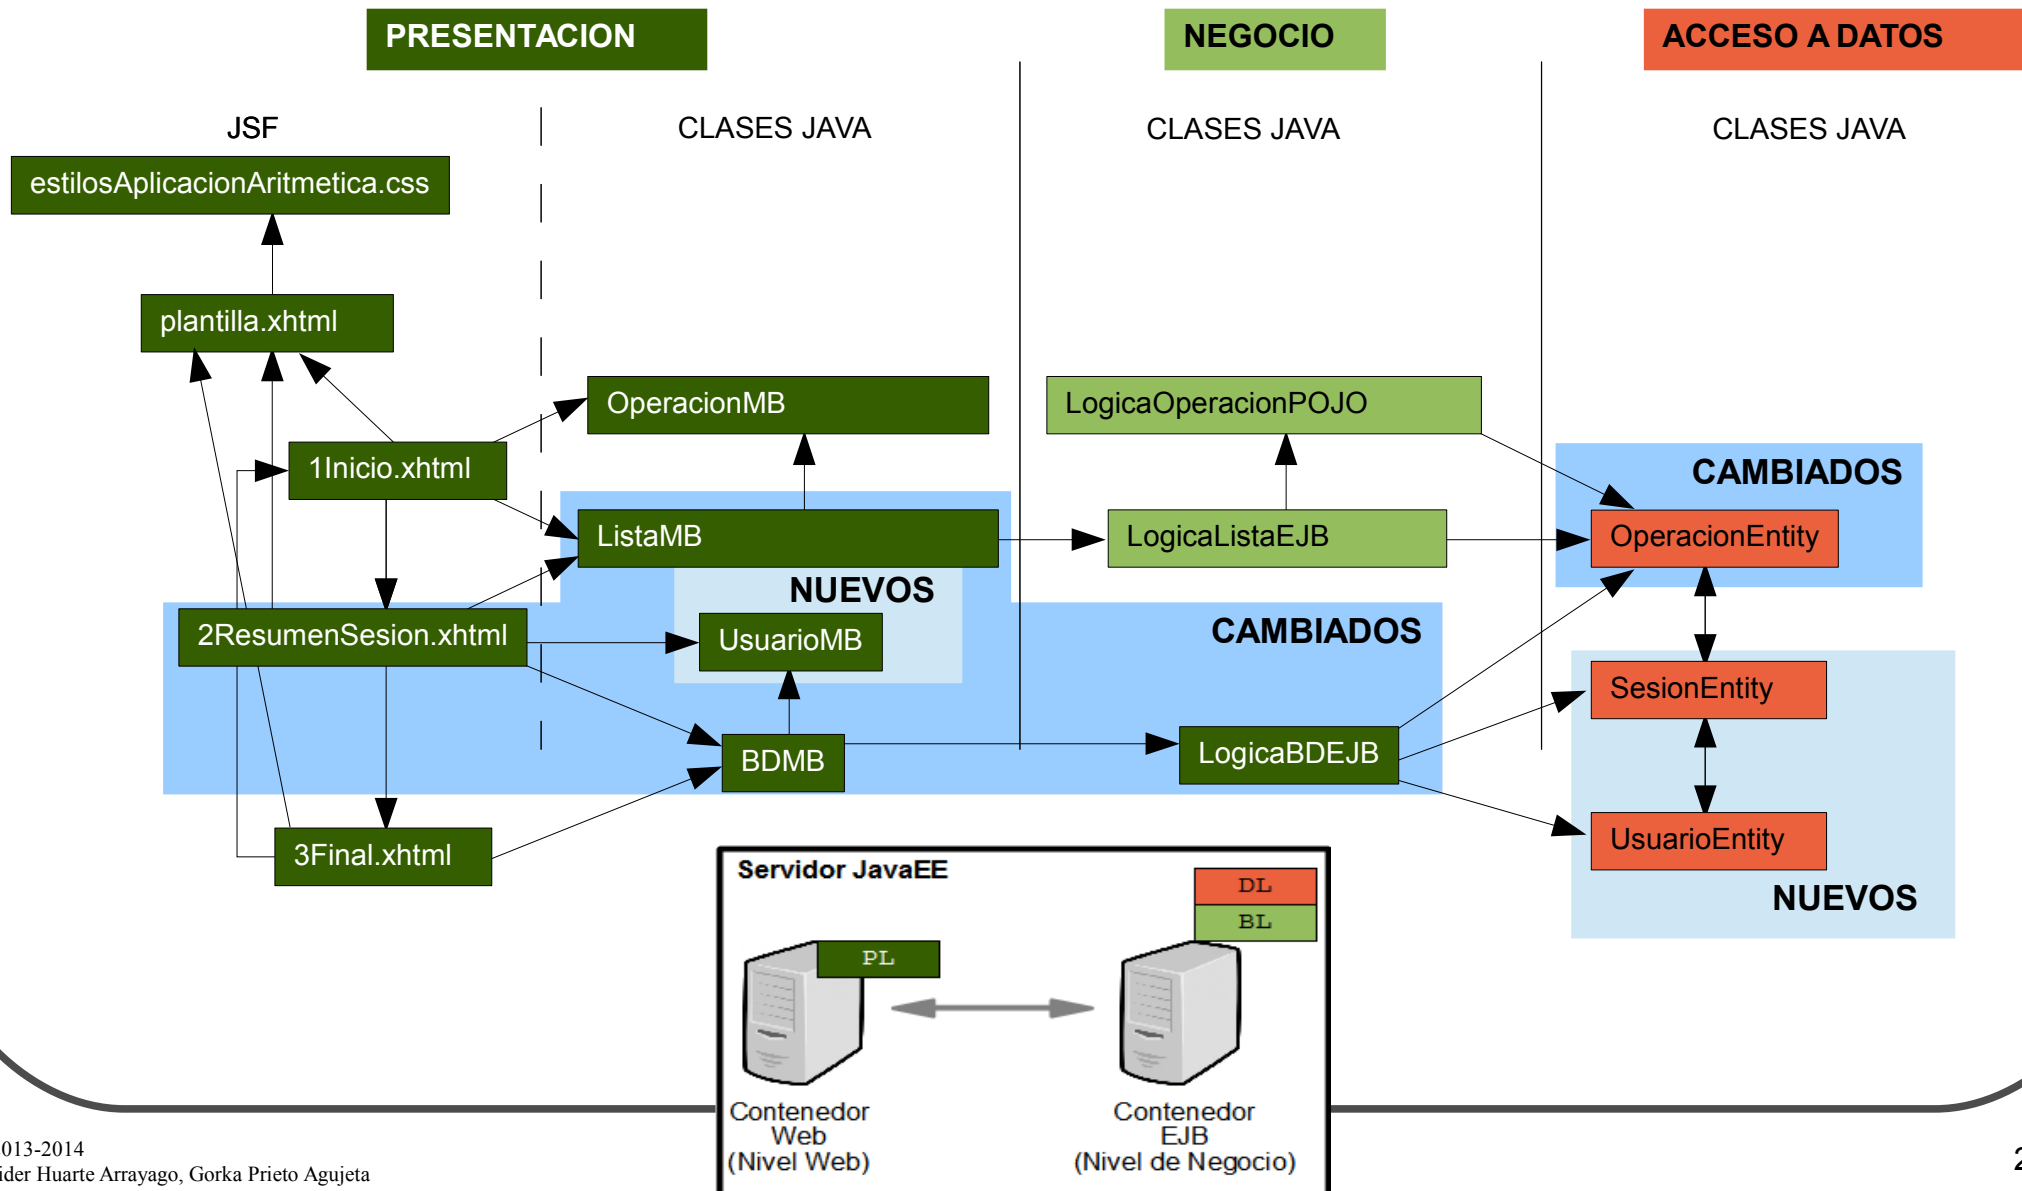 PRESENTACION
NEGOCIO
ACCESO A DATOS
JSF
CLASES JAVA
CLASES JAVA
CLASES JAVA
estilosAplicacionAritmetica.css
plantilla.xhtml
OperacionMB
LogicaOperacionPOJO
1Inicio.xhtml
CAMBIADOS
ListaMB
LogicaListaEJB
OperacionEntity
NUEVOS
2ResumenSesion.xhtml
UsuarioMB
CAMBIADOS
SesionEntity
BDMB
LogicaBDEJB
3Final.xhtml
UsuarioEntity
NUEVOS
Servidor JavaEE
DL
BL
PL
Contenedor
Web
(Nivel Web)
Contenedor
EJB
(Nivel de Negocio)
013-2014
ider Huarte Arrayago, Gorka Prieto Agujeta
2